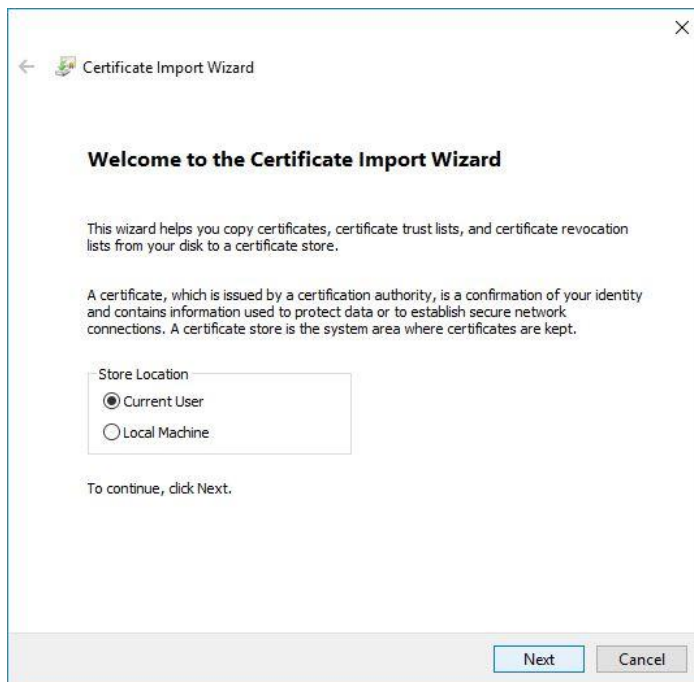 Certificate Import Wizard
Welcome to the Certificate Import Wizard
This wizard helps you copy certificates, certificate trust lists, and certificate revocation
lists from your disk to a certificate store.
A certificate, which is issued by a certification authority, is a confirmation of your identity
and contains information used to protect data or to establish secure network
connections. A certificate store is the system area where certificates are kept.
Store Location
Current User
Local Machine
To continue, click Next.
Next Cancel